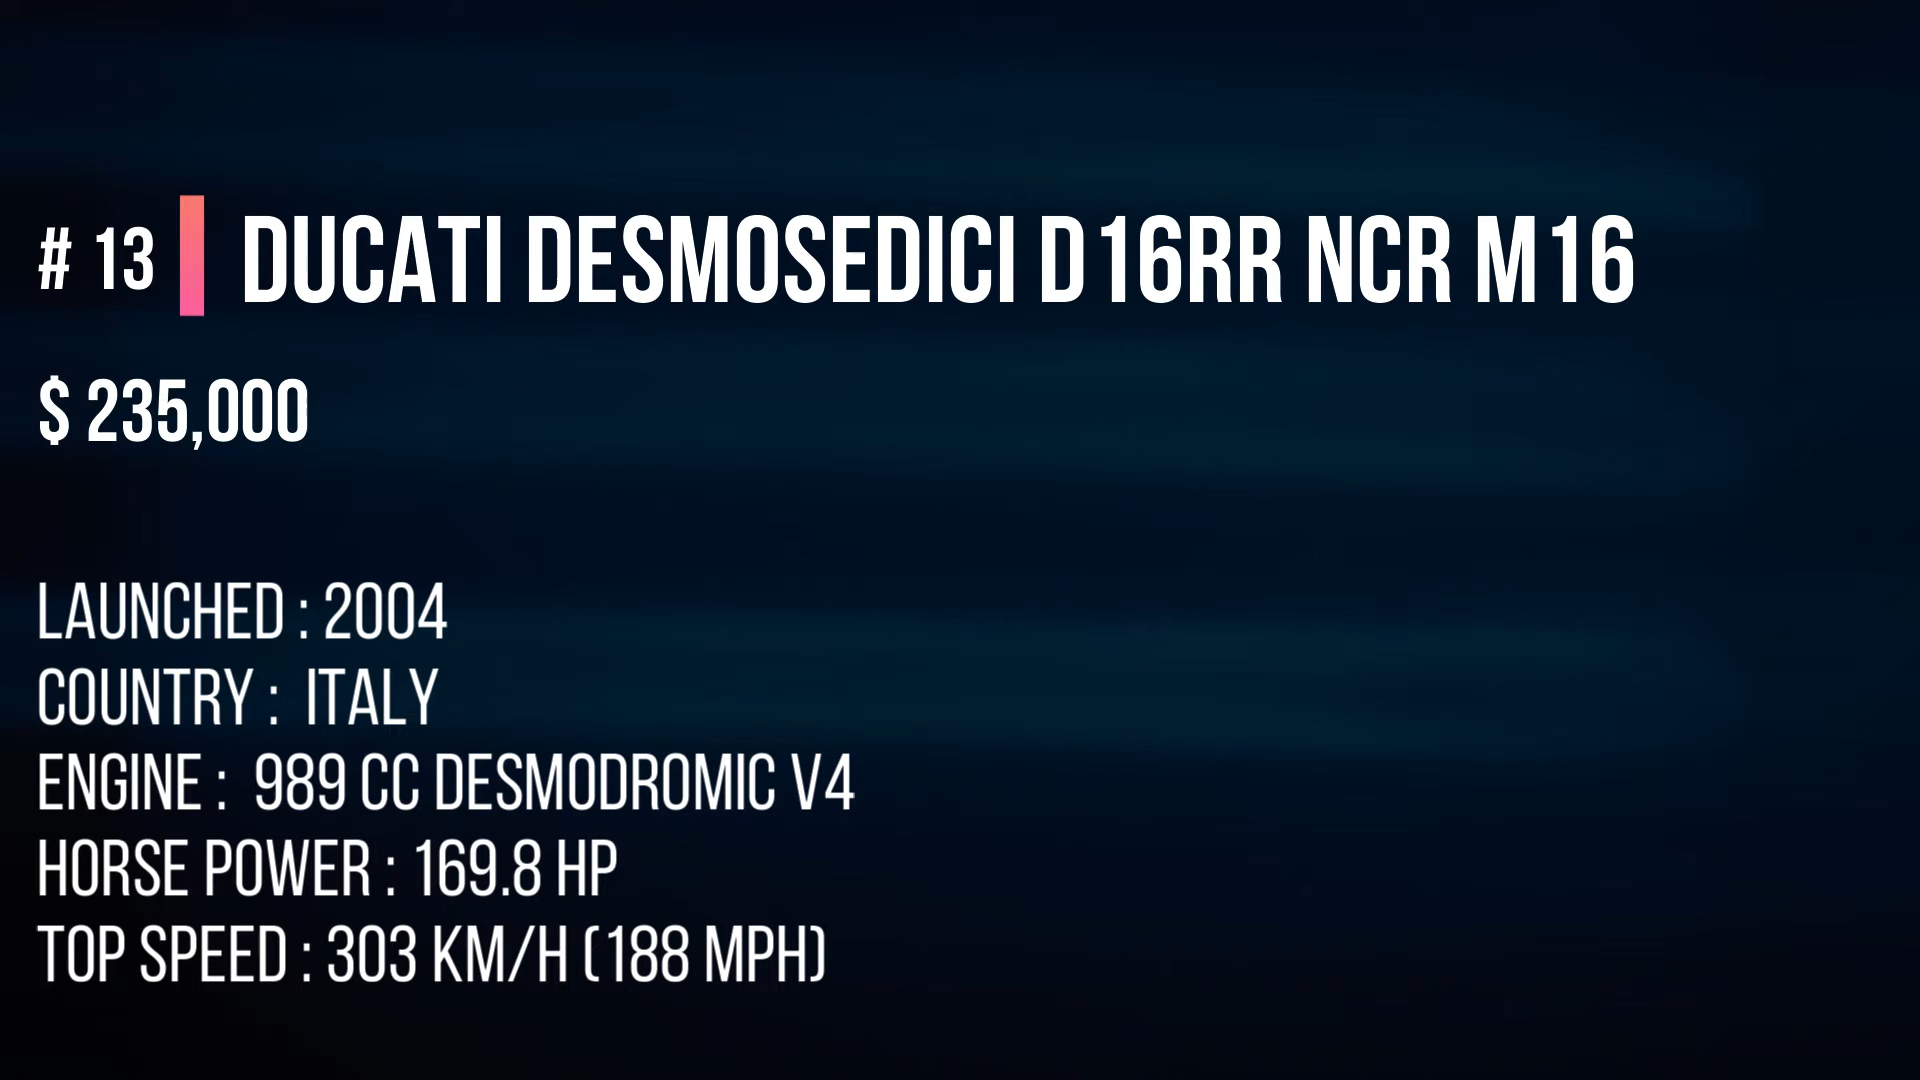 # 13 DUCATI DESMOSEDICI D16RR NCR M16
$ 235,000
LAUNCHED : 2004
COUNTRY : ITALY
ENGINE : 989 CC DESMODROMIC V4
HORSE POWER : 169.8 HP
TOP SPEED : 303 KM/H (188 MPH)